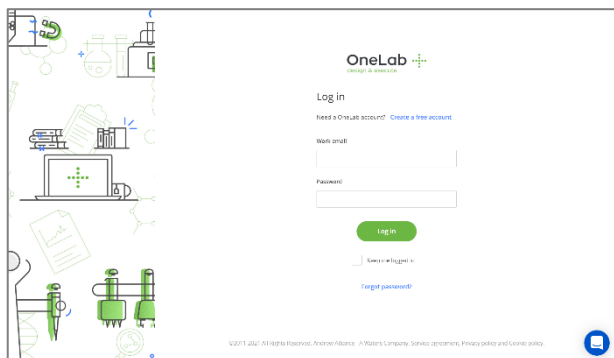 OneLab
design & execute
Log in
Need a OneLab account? Create a free account
Work email
Password
Log in
Keep me logged in
Forgot password?
©2011-2021 All Rights Reserved, Andrew Alliance - A Waters Company. Service agreement, Privacy policy and Cookie policy